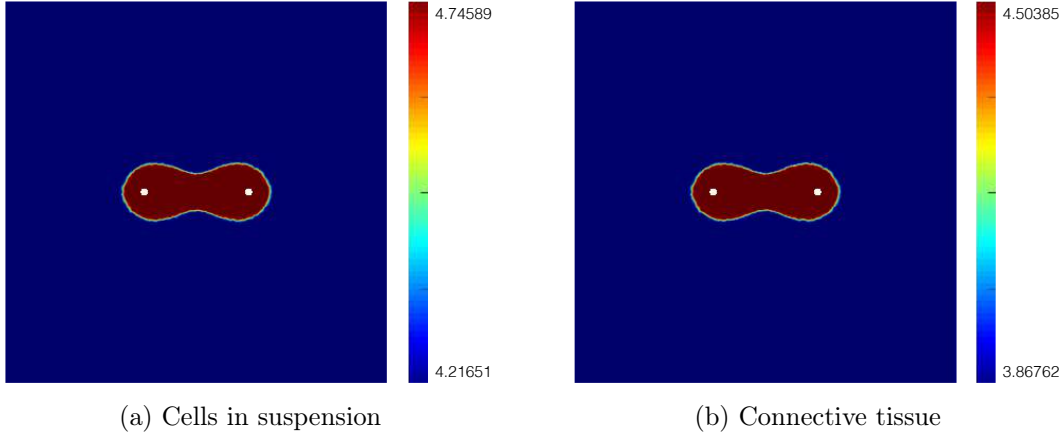 4.74589
4.21651
(a) Cells in suspension
4.50385
3.86762
(b) Connective tissue